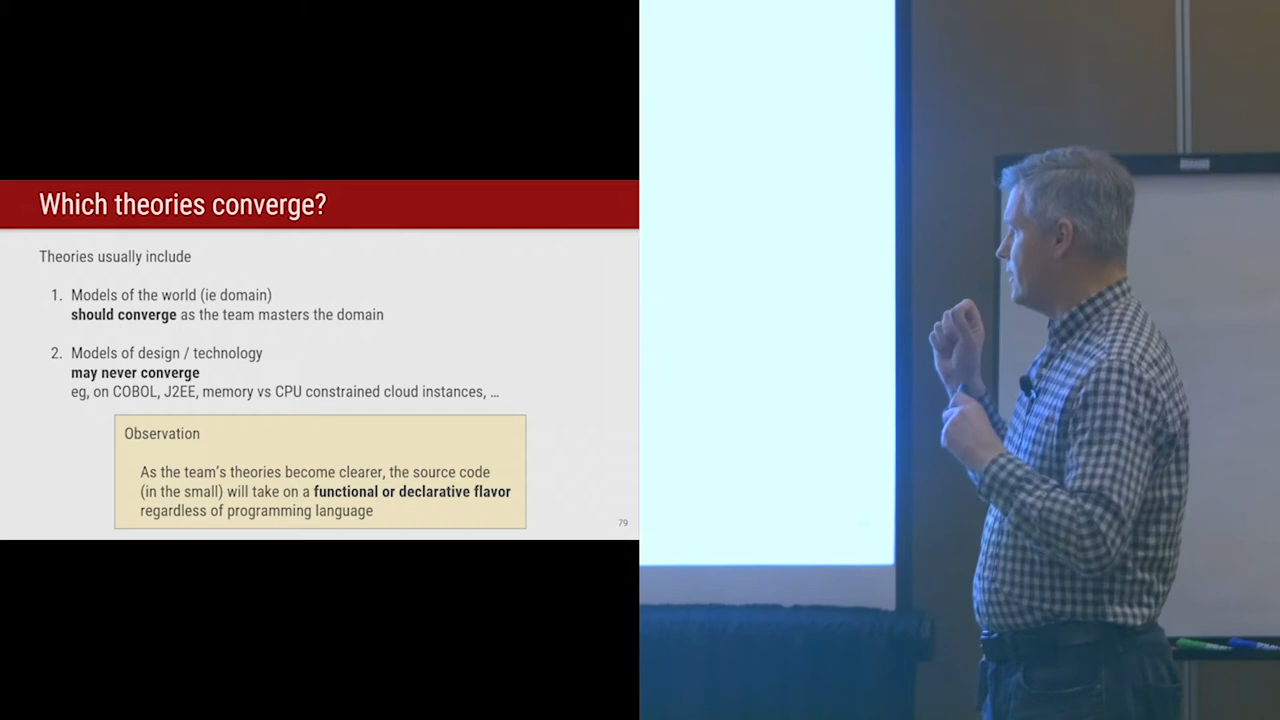 Which theories converge?
Theories usually include
1. Models of the world (ie domain)
should converge as the team masters the domain
2. Models of design / technology
may never converge
eg, on COBOL, J2EE, memory vs CPU constrained cloud instances, …
Observation
As the team's theories become clearer, the source code
(in the small) will take on a functional or declarative flavor
regardless of programming language
79